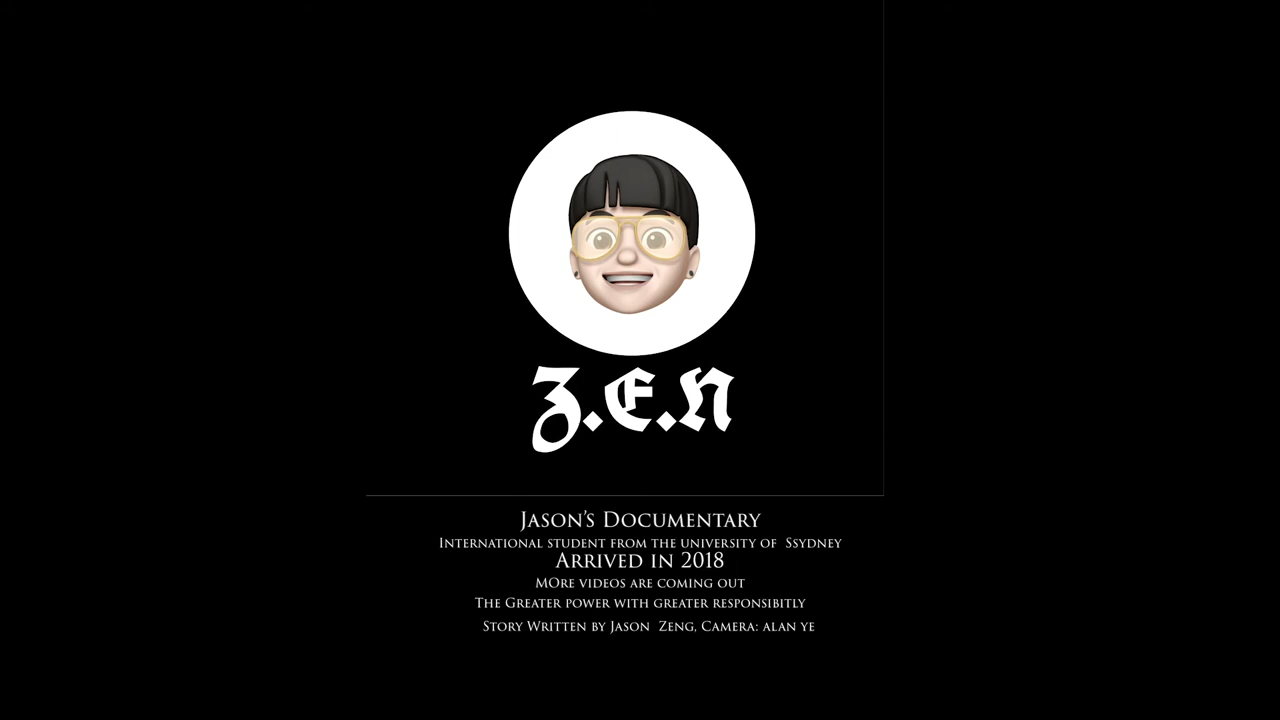 Z.E.N
Jason's Documentary
International student from the university of Ssydney
Arrived in 2018
MOre videos are coming out
The Greater power with greater responsibitly
Story Written by Jason Zeng, Camera: alan ye